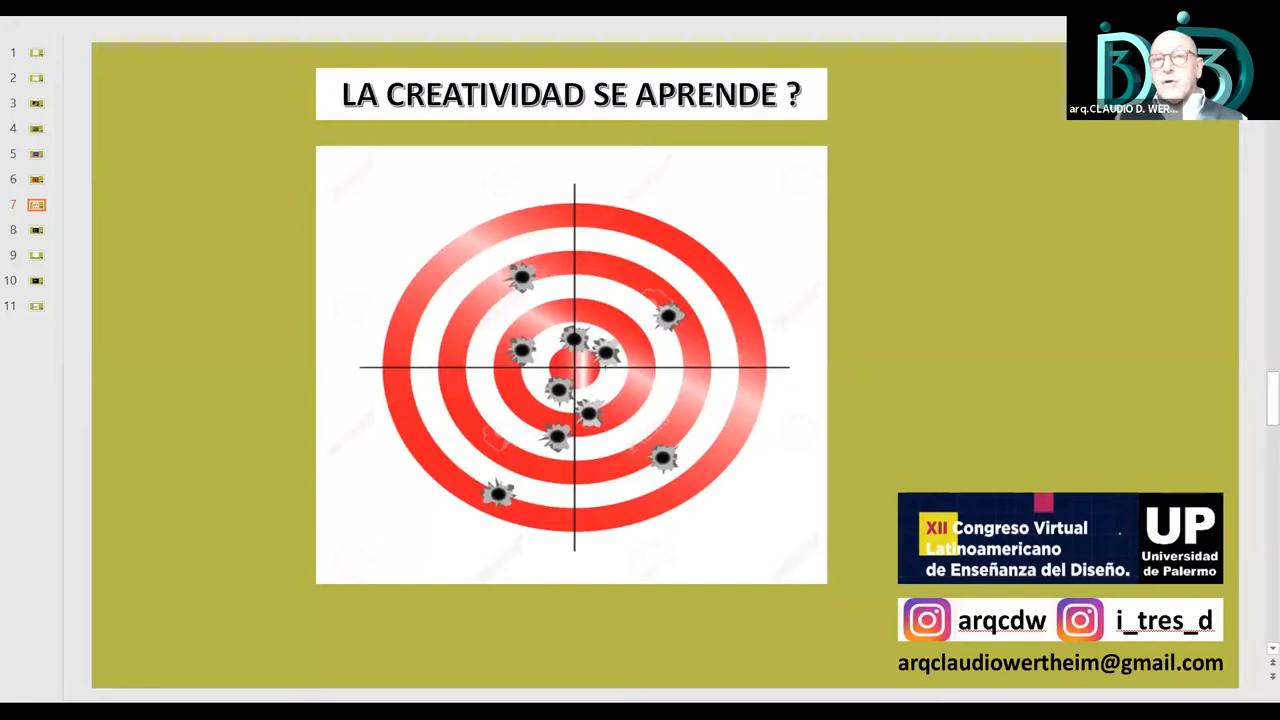 1
2
3
4
5
6
7
8
9
10
11
LA CREATIVIDAD SE APRENDE ?
arq.CLAUDIO D. WER...
XII Congreso Virtual
Latinoamericano
de Enseñanza del Diseño.
UP
Universidad
de Palermo
arqcdw
i_tres_d
arqclaudiowertheim@gmail.com